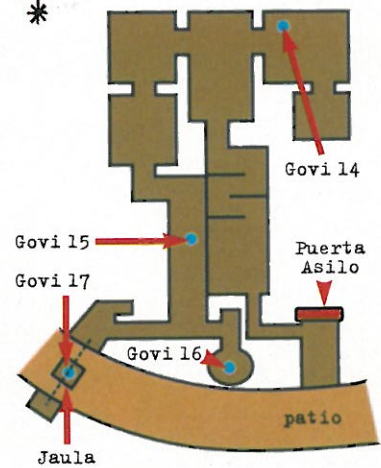 *
Govi 14
Govi 15
Puerta
Asilo
Govi 17
Govi 16
patio
Jaula